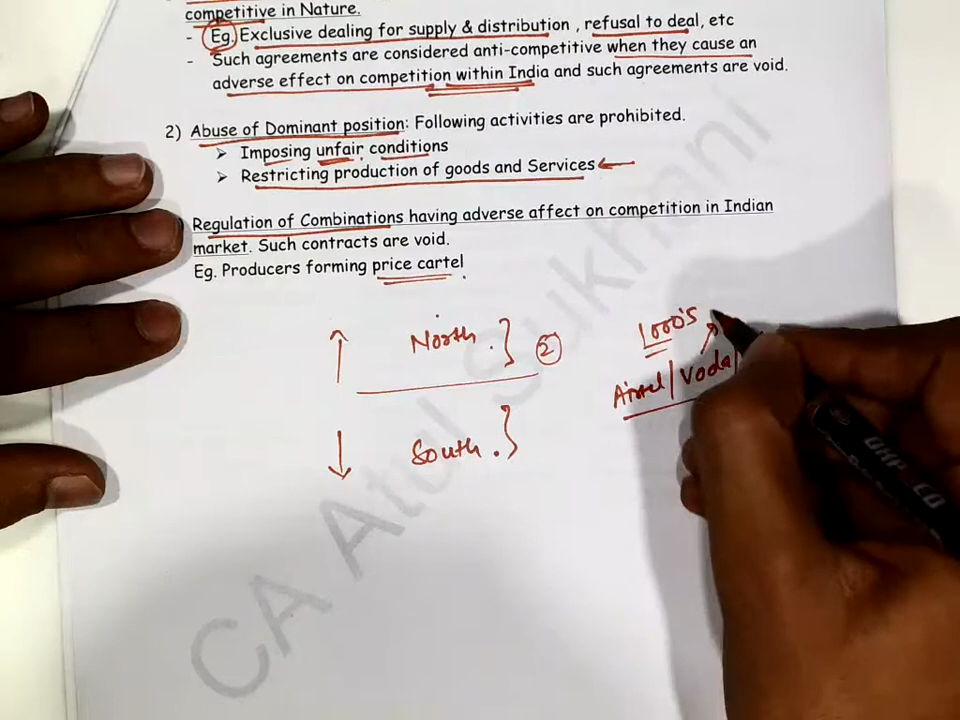 competitive in Nature.
- Eg. Exclusive dealing for supply & distribution , refusal to deal, etc
- Such agreements are considered anti-competitive when they cause an
adverse effect on competition within India and such agreements are void.
2) Abuse of Dominant position: Following activities are prohibited.
➢ Imposing unfair conditions
➢ Restricting production of goods and Services
Regulation of Combinations having adverse affect on competition in Indian
market. Such contracts are void.
Eg. Producers forming price cartel
North
2
South
1000's
Airtel/Voda/
CA Atul Sukhmani
UKP CO